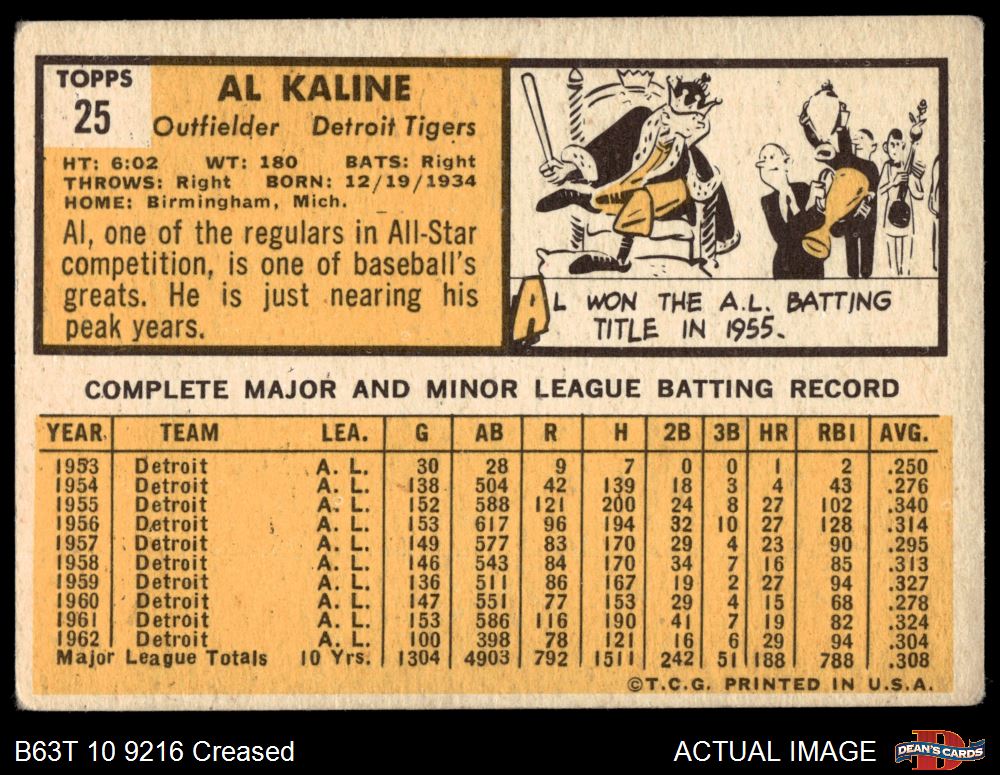 TOPPS
25
AL KALINE
Outfielder Detroit Tigers
HT: 6:02 WT: 180 BATS: Right
THROWS: Right BORN: 12/19/1934
HOME: Birmingham, Mich.
Al, one of the regulars in All-Star
competition, is one of baseball's
greats. He is just nearing his
peak years.
AL WON THE A.L. BATTING
TITLE IN 1955.
COMPLETE MAJOR AND MINOR LEAGUE BATTING RECORD
YEAR TEAM LEA. G AB R H 2B 3B HR RBI AVG.
1953 Detroit A. L. 30 28 9 7 0 0 1 2 .250
1954 Detroit A. L. 138 504 42 139 18 3 4 43 .276
1955 Detroit A. L. 152 588 121 200 24 8 27 102 .340
1956 Detroit A. L. 153 617 96 194 32 10 27 128 .314
1957 Detroit A. L. 149 577 83 170 29 4 23 90 .295
1958 Detroit A. L. 146 543 84 170 34 7 16 85 .313
1959 Detroit A. L. 136 511 86 167 19 2 27 94 .327
1960 Detroit A. L. 147 551 77 153 29 4 15 68 .278
1961 Detroit A. L. 153 586 116 190 41 7 19 82 .324
1962 Detroit A. L. 100 398 78 121 16 6 29 94 .304
Major League Totals 10 Yrs. 1304 4903 792 1511 242 51 188 788 .308
©T.C.G. PRINTED IN U.S.A.
B63T 10 9216 Creased
ACTUAL IMAGE
DEAN'S CARDS